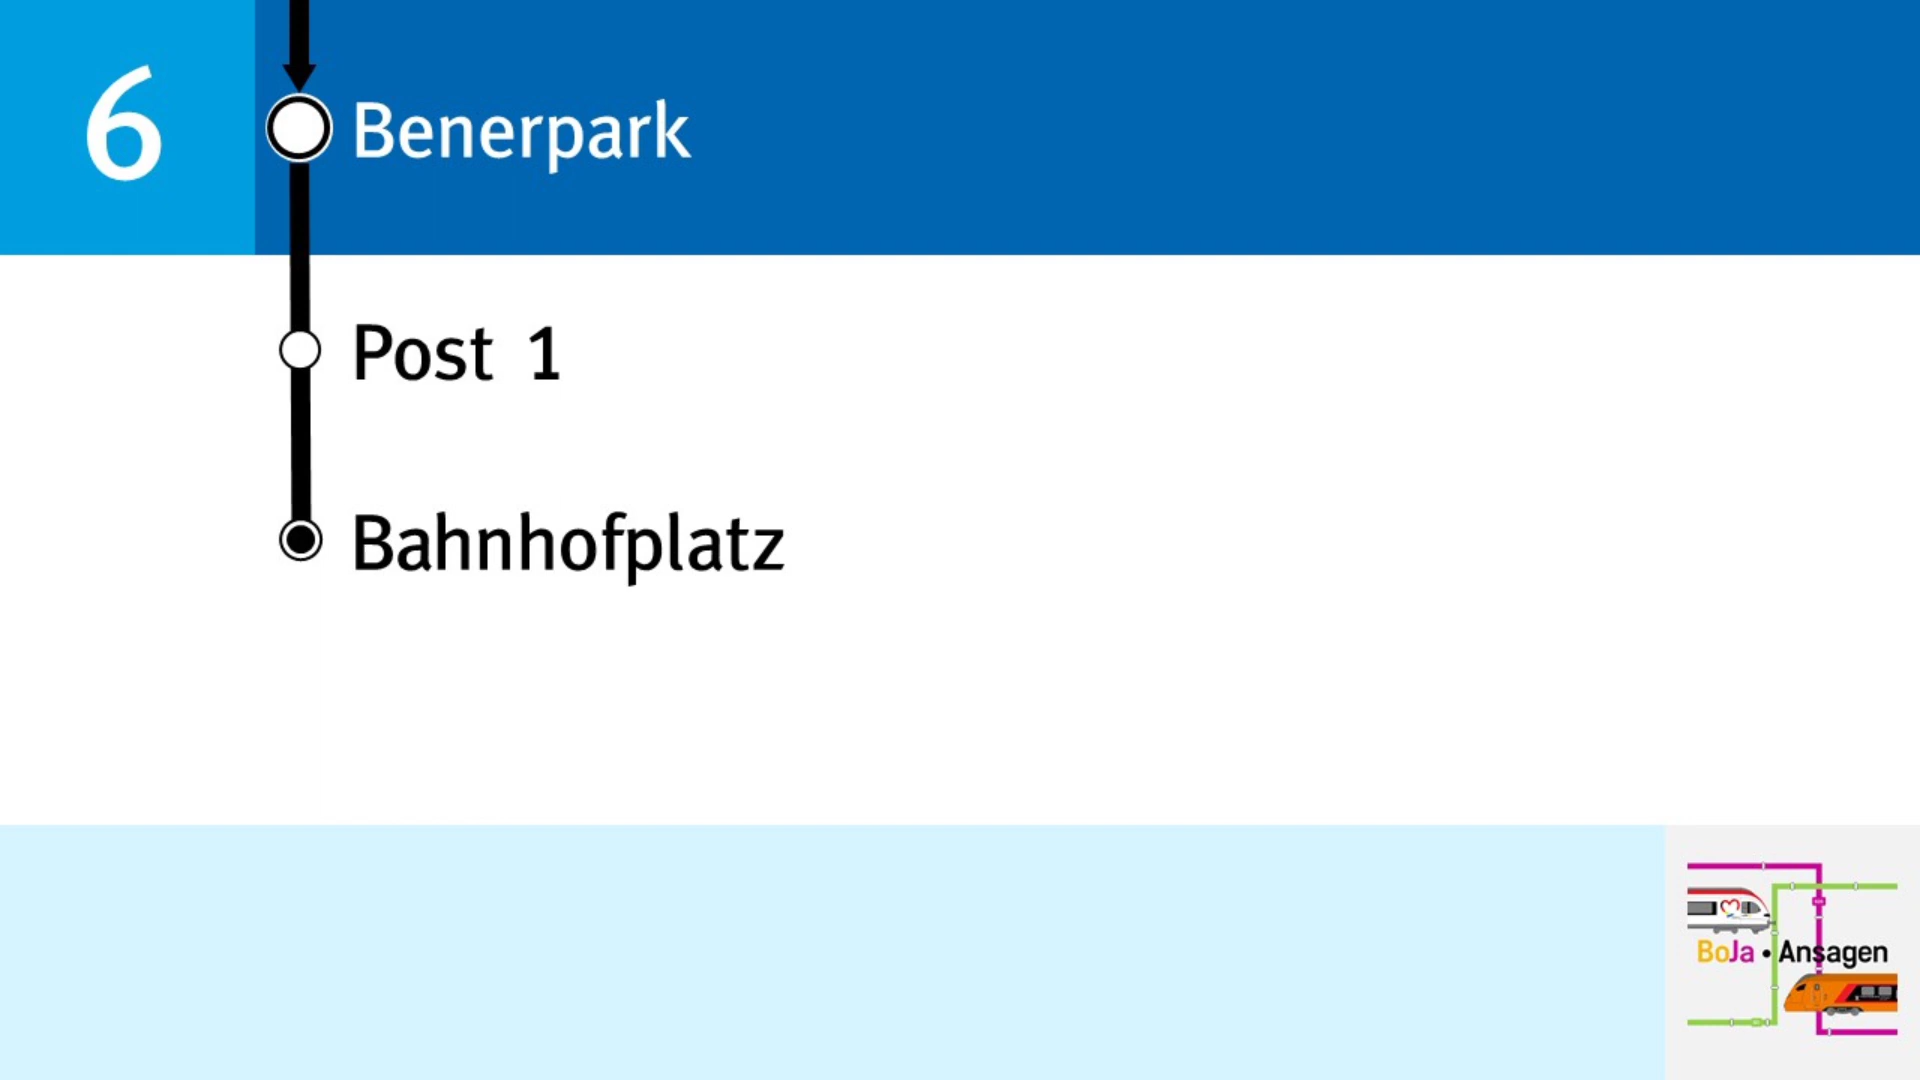 6
Benerpark
Post 1
Bahnhofplatz
BoJa • Ansagen